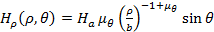 H_ρ(ρ, θ) = H_a μ_θ (ρ/b)^{-1+μ_θ} sin θ